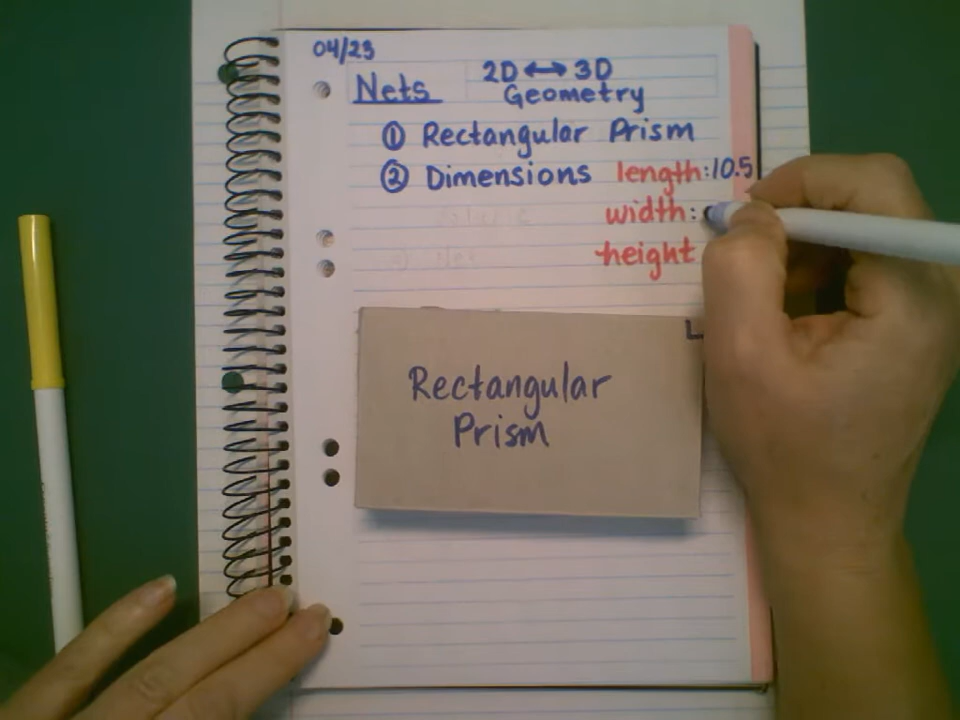 04/23
Nets
2D ↔ 3D
Geometry
① Rectangular Prism
② Dimensions length:10.5
width:
height
L
Rectangular
Prism